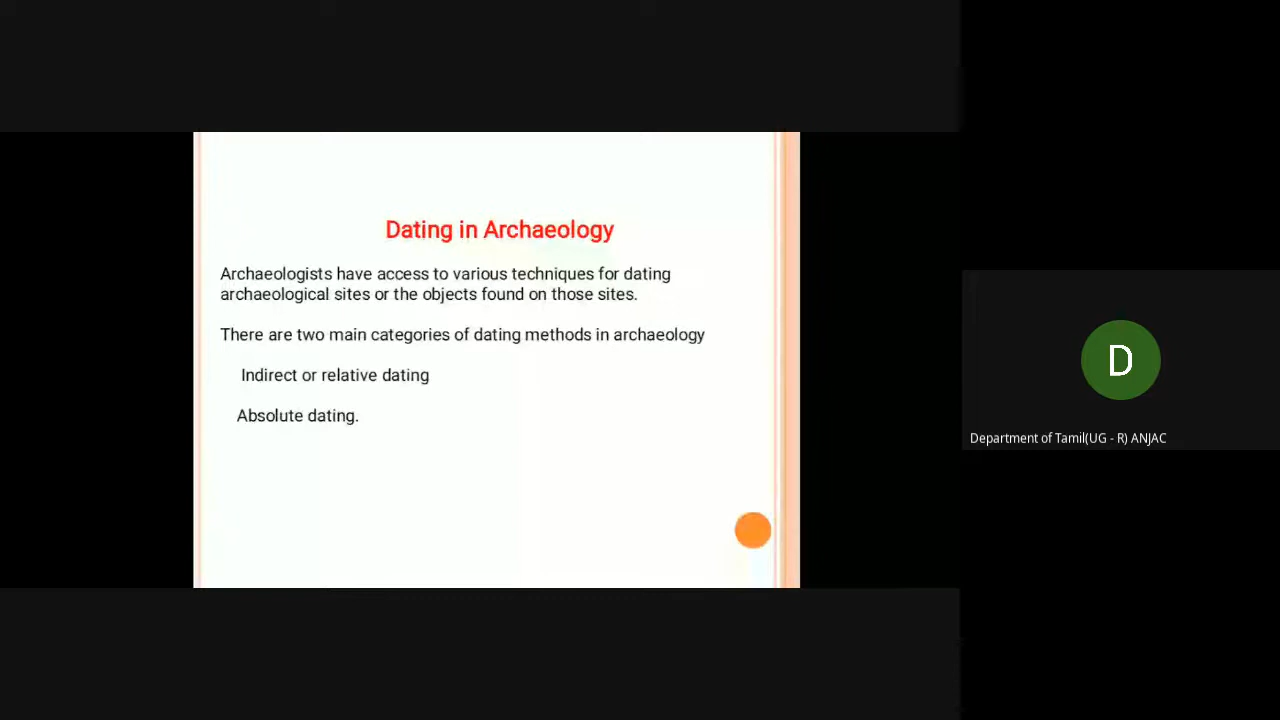 Dating in Archaeology
Archaeologists have access to various techniques for dating
archaeological sites or the objects found on those sites.
There are two main categories of dating methods in archaeology
Indirect or relative dating
Absolute dating.
D
Department of Tamil(UG - R) ANJAC